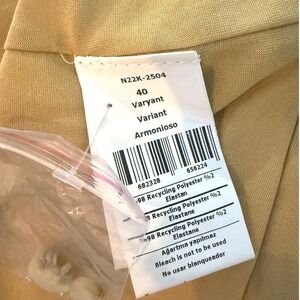 N22K-2504
40
Varyant
Variant
Armonioso
682328 656224
%98 Recycling Polyester %2
Elastan
%98 Recycling Polyester %2
Elastane
%98 Recycling Polyester %2
Elastane
Ağartma yapılmaz
Bleach is not to be used
No usar blanqueador